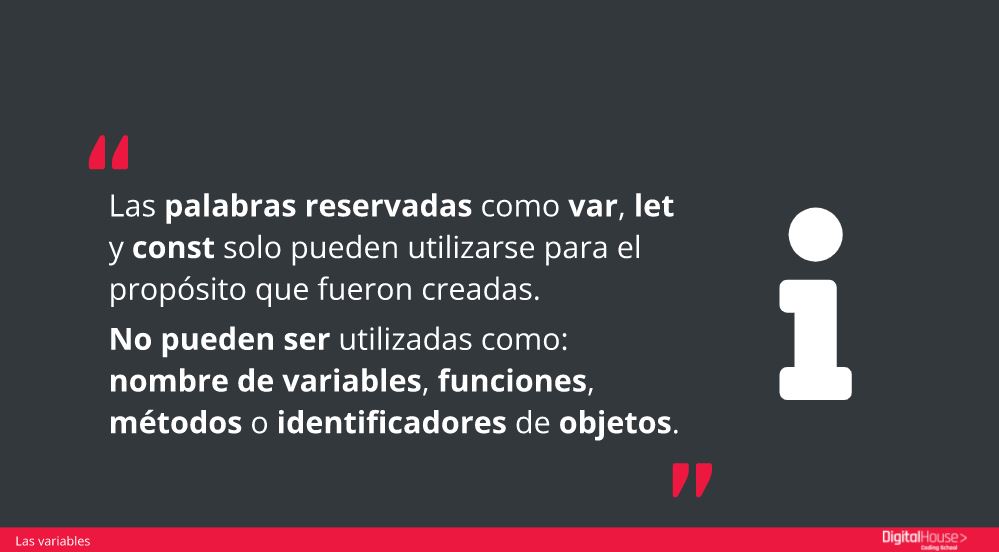 “
Las palabras reservadas como var, let
y const solo pueden utilizarse para el
propósito que fueron creadas.
No pueden ser utilizadas como:
nombre de variables, funciones,
métodos o identificadores de objetos.
”
Las variables
DigitalHouse>
Coding School